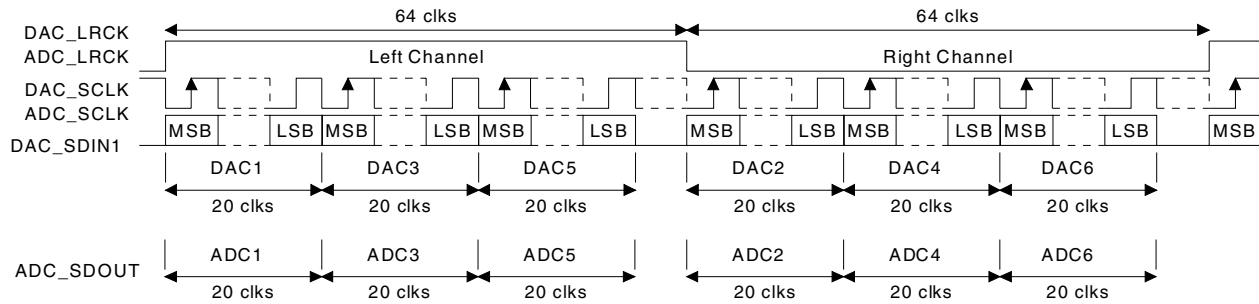 64 clks 64 clks
DAC_LRCK
ADC_LRCK Left Channel Right Channel
DAC_SCLK
ADC_SCLK
MSB LSB MSB LSB MSB LSB MSB LSB MSB LSB MSB LSB MSB
DAC_SDIN1
DAC1 DAC3 DAC5 DAC2 DAC4 DAC6
20 clks 20 clks 20 clks 20 clks 20 clks 20 clks
ADC1 ADC3 ADC5 ADC2 ADC4 ADC6
ADC_SDOUT
20 clks 20 clks 20 clks 20 clks 20 clks 20 clks